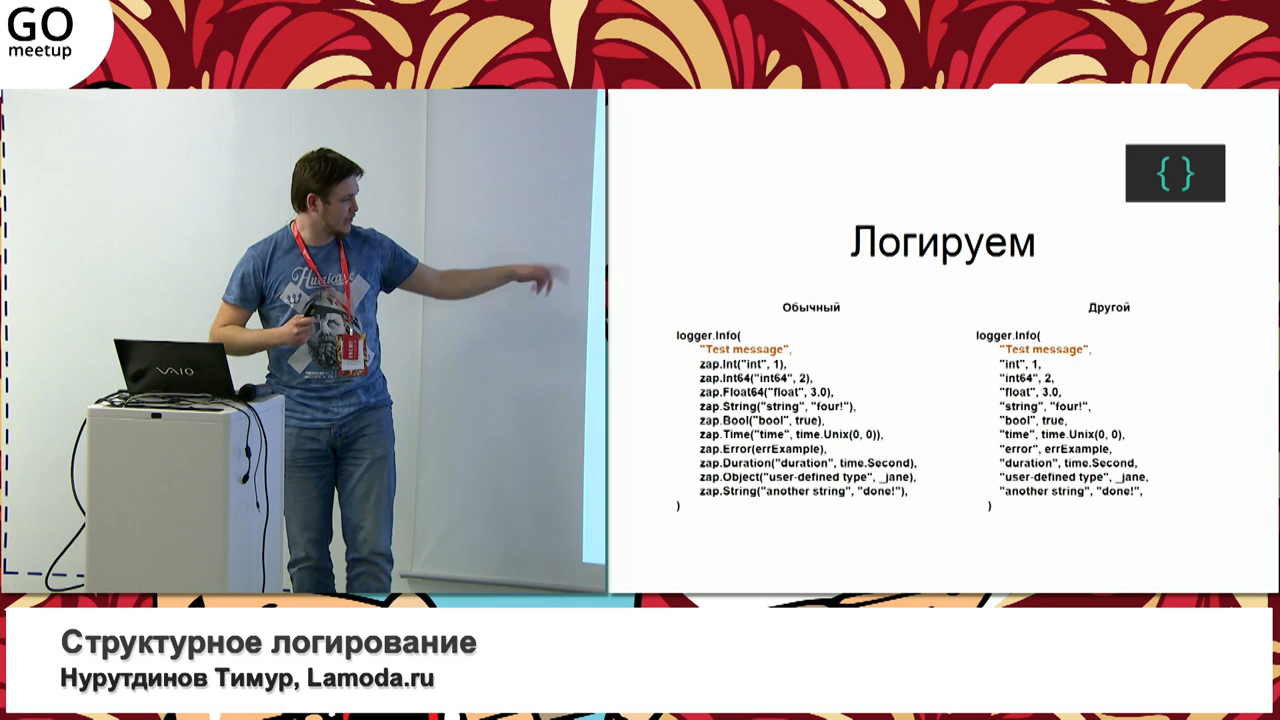 GO
meetup
Hurricane
VAIO
{ }
Логируем
Обычный
logger.Info(
"Test message",
zap.Int("int", 1),
zap.Int64("int64", 2),
zap.Float64("float", 3.0),
zap.String("string", "four!"),
zap.Bool("bool", true),
zap.Time("time", time.Unix(0, 0)),
zap.Error(errExample),
zap.Duration("duration", time.Second),
zap.Object("user-defined type", _jane),
zap.String("another string", "done!"),
)
Другой
logger.Info(
"Test message",
"int", 1,
"int64", 2,
"float", 3.0,
"string", "four!",
"bool", true,
"time", time.Unix(0, 0),
"error", errExample,
"duration", time.Second,
"user-defined type", _jane,
"another string", "done!",
)
Структурное логирование
Нурутдинов Тимур, Lamoda.ru